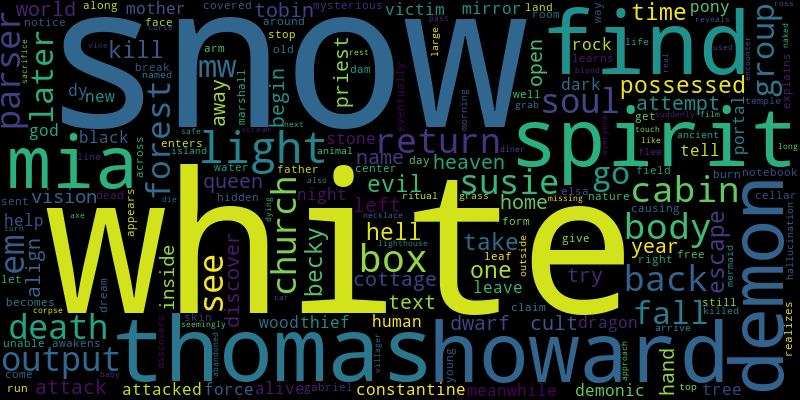 world along mother covered tobin mysterious victim mirror land pony way
notice face around room past
parser sacrifice later vine curse snow large find time ross
kill mw arm stop old priest rest eventually open rock life reveals used group
break named dam well learns real naked explains
dy new away marshall begin grab dark possessed
forest stream next morning soul attempt portal encounter temple
god black safe stone diner blood get tell film suddenly ancient long
mia line across enters island light animal return spirit everyone touch like flee
water father center name day heaven go field burn notebook
sent vision dead appears queen also evil susie elsa nature cabin missing cellar
hidden night left ritual grass home causing hallucination
help die dying necklace form body right free escape
em turn axe white church hell take give year mermaid
align dream inside see discover becky lighthouse box one leaf outside back still
let skin car cottage try killed demon
becomes corpse text leave claim fall arrive realizes
death seemingly wood thief human dwarf cult dragon hand
unable awakens discovers abandoned villager young approach
output thomas howard
come baby
run attack attacked force alive gabriel constantine meanwhile demonic top tree